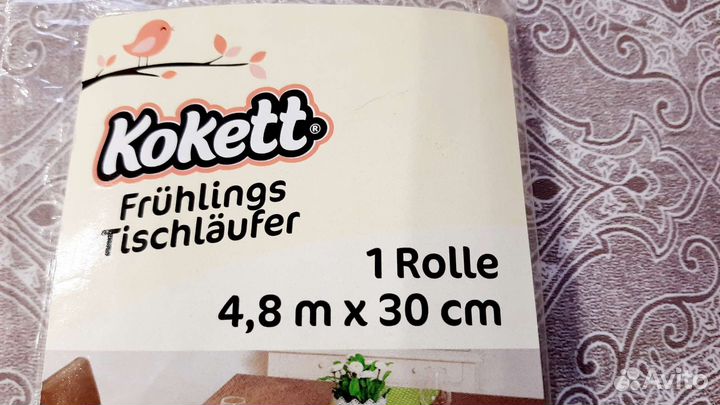 Kokett®
Frühlings
Tischläufer
1 Rolle
4,8 m x 30 cm
Avito